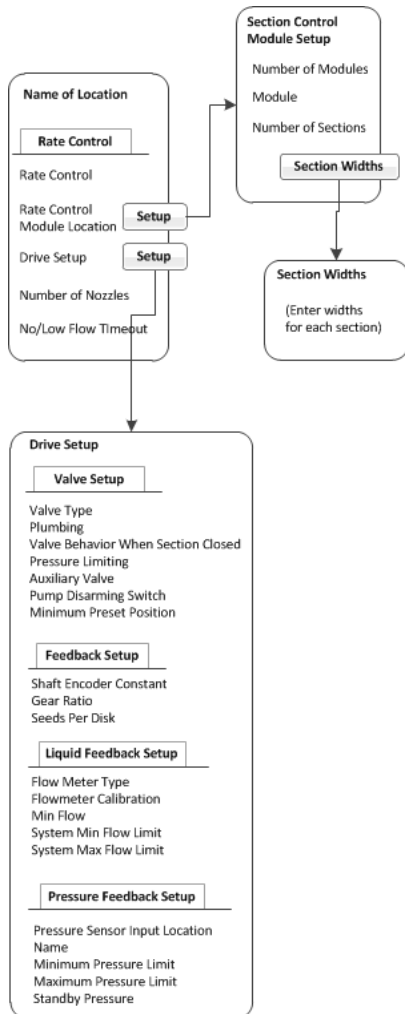 Section Control
Module Setup
Number of Modules
Module
Number of Sections
Section Widths
Name of Location
Rate Control
Rate Control
Rate Control
Module Location
Setup
Drive Setup
Setup
Number of Nozzles
No/Low Flow Timeout
Section Widths
(Enter widths
for each section)
Drive Setup
Valve Setup
Valve Type
Plumbing
Valve Behavior When Section Closed
Pressure Limiting
Auxiliary Valve
Pump Disarming Switch
Minimum Preset Position
Feedback Setup
Shaft Encoder Constant
Gear Ratio
Seeds Per Disk
Liquid Feedback Setup
Flow Meter Type
Flowmeter Calibration
Min Flow
System Min Flow Limit
System Max Flow Limit
Pressure Feedback Setup
Pressure Sensor Input Location
Name
Minimum Pressure Limit
Maximum Pressure Limit
Standby Pressure